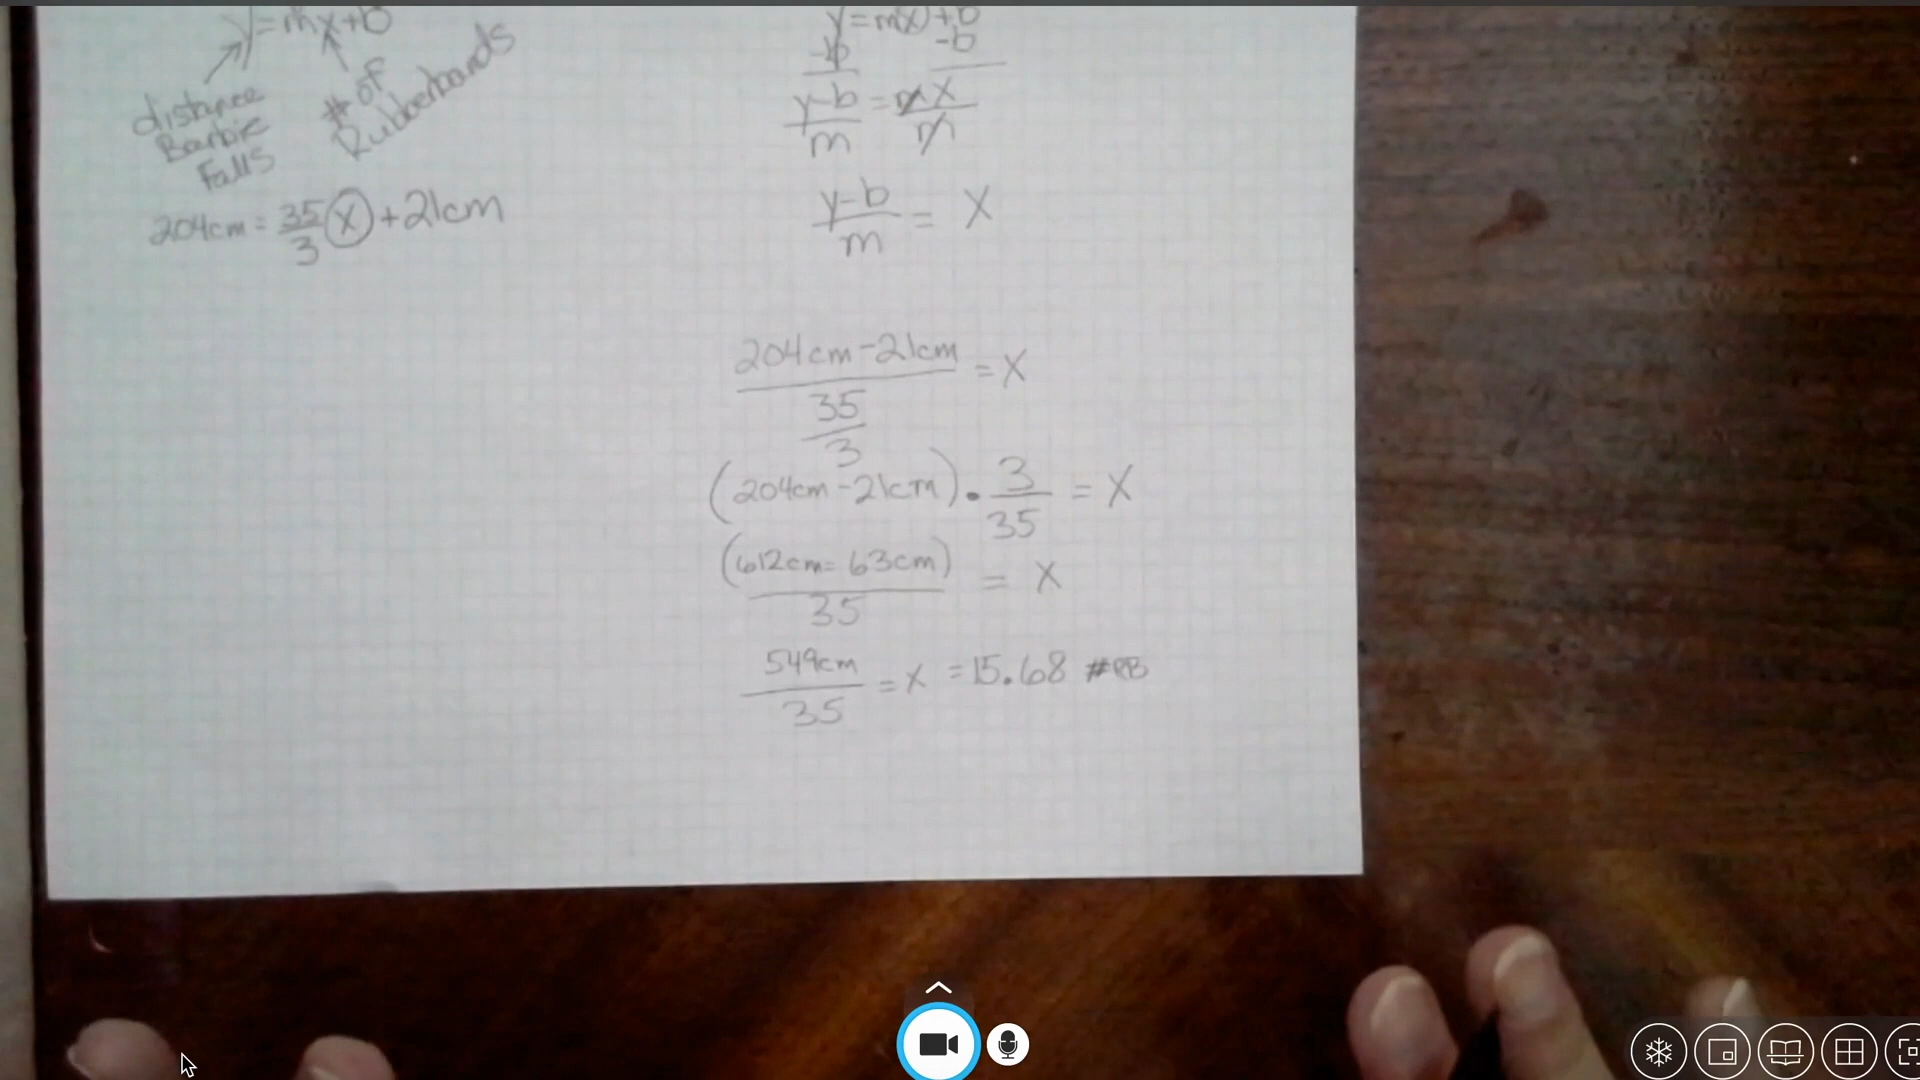 y=mx+b
distance
Barbie
Falls
# of
Rubberbands
204cm = 35/3 (x) +21cm
y=m(x)+b
-b -b
y-b/m = mx/m
y-b/m = x
204cm-21cm / 35/3 = x
(204cm-21cm) • 3/35 = x
(612cm= 63cm) / 35 = x
549cm/35 = x =15.68 #RB